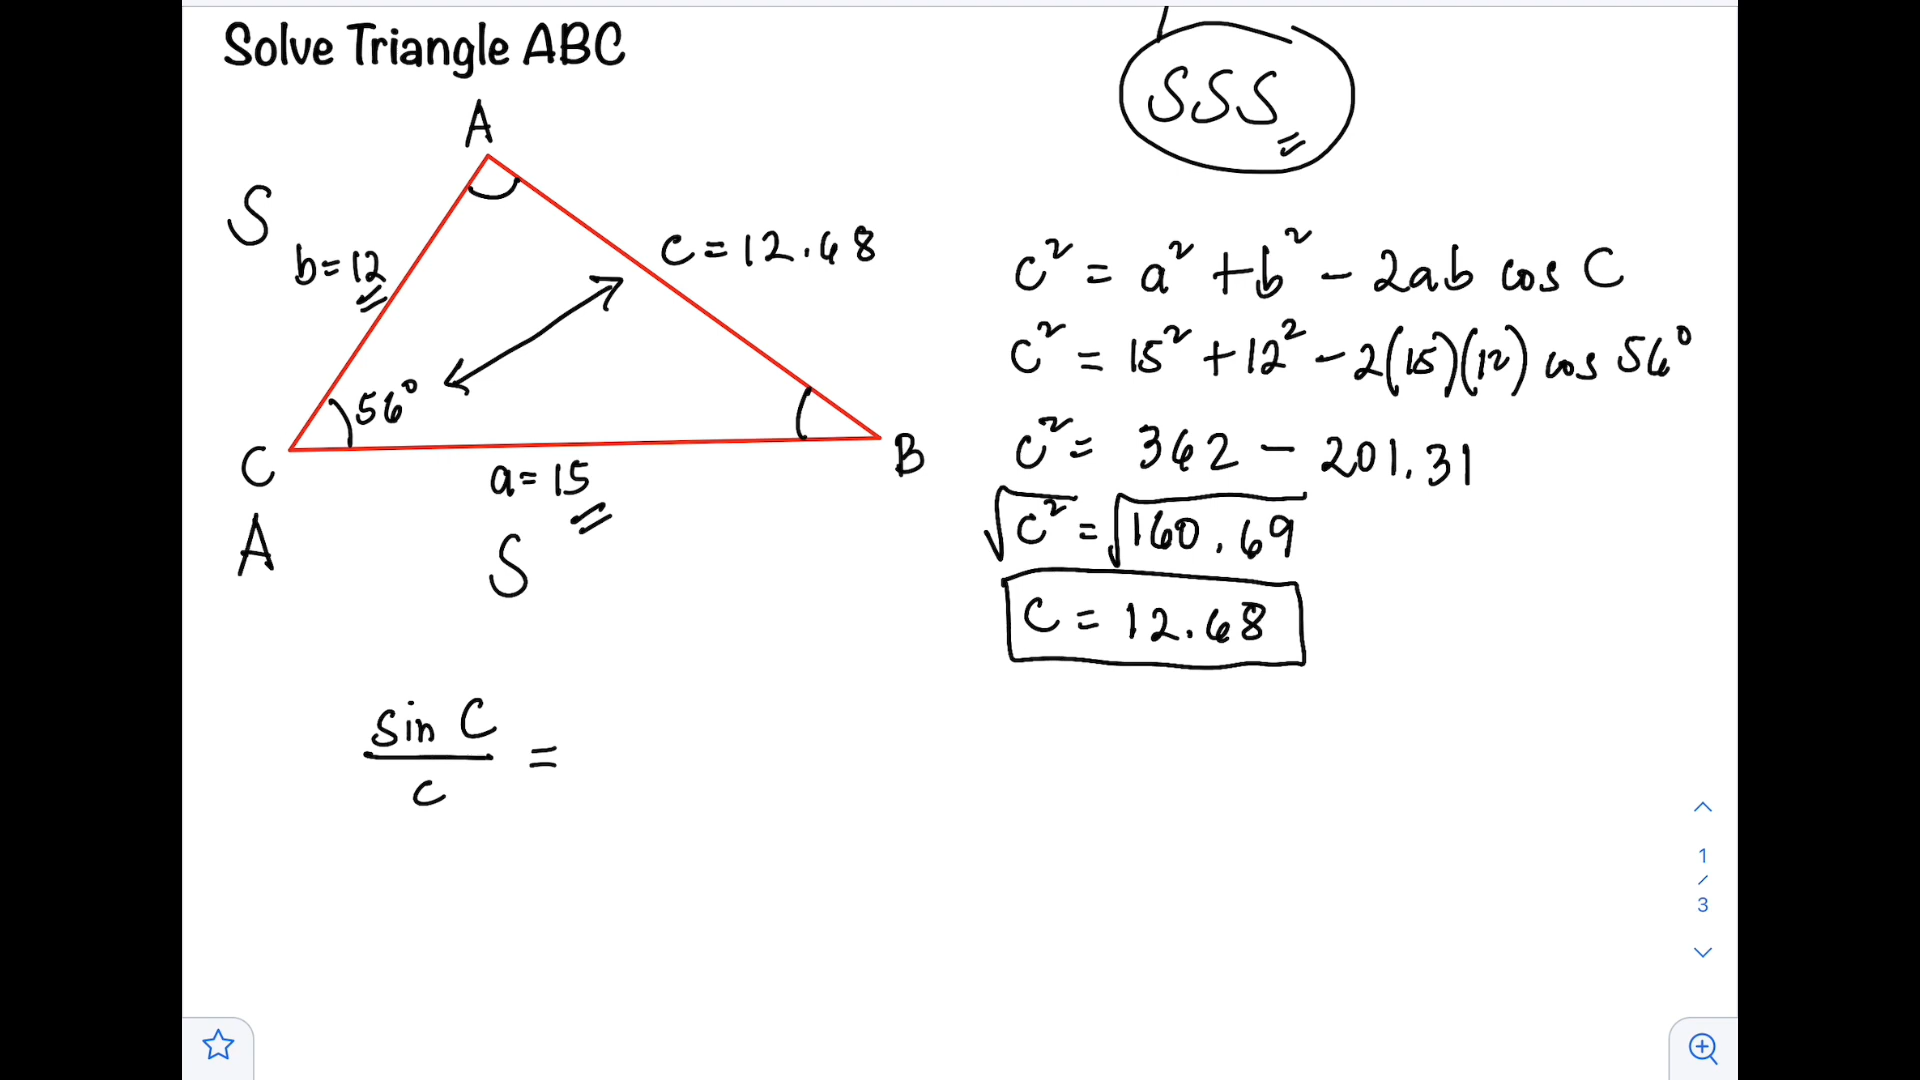 Solve Triangle ABC
SSS
A
S
b=12
c=12.68
56°
C
B
a=15
A
S
c² = a² + b² - 2ab cos C
c² = 15² + 12² - 2(15)(12) cos 56°
c² = 362 - 201.31
√c² = √160.69
C = 12.68
sin C
c
=
1
/
3